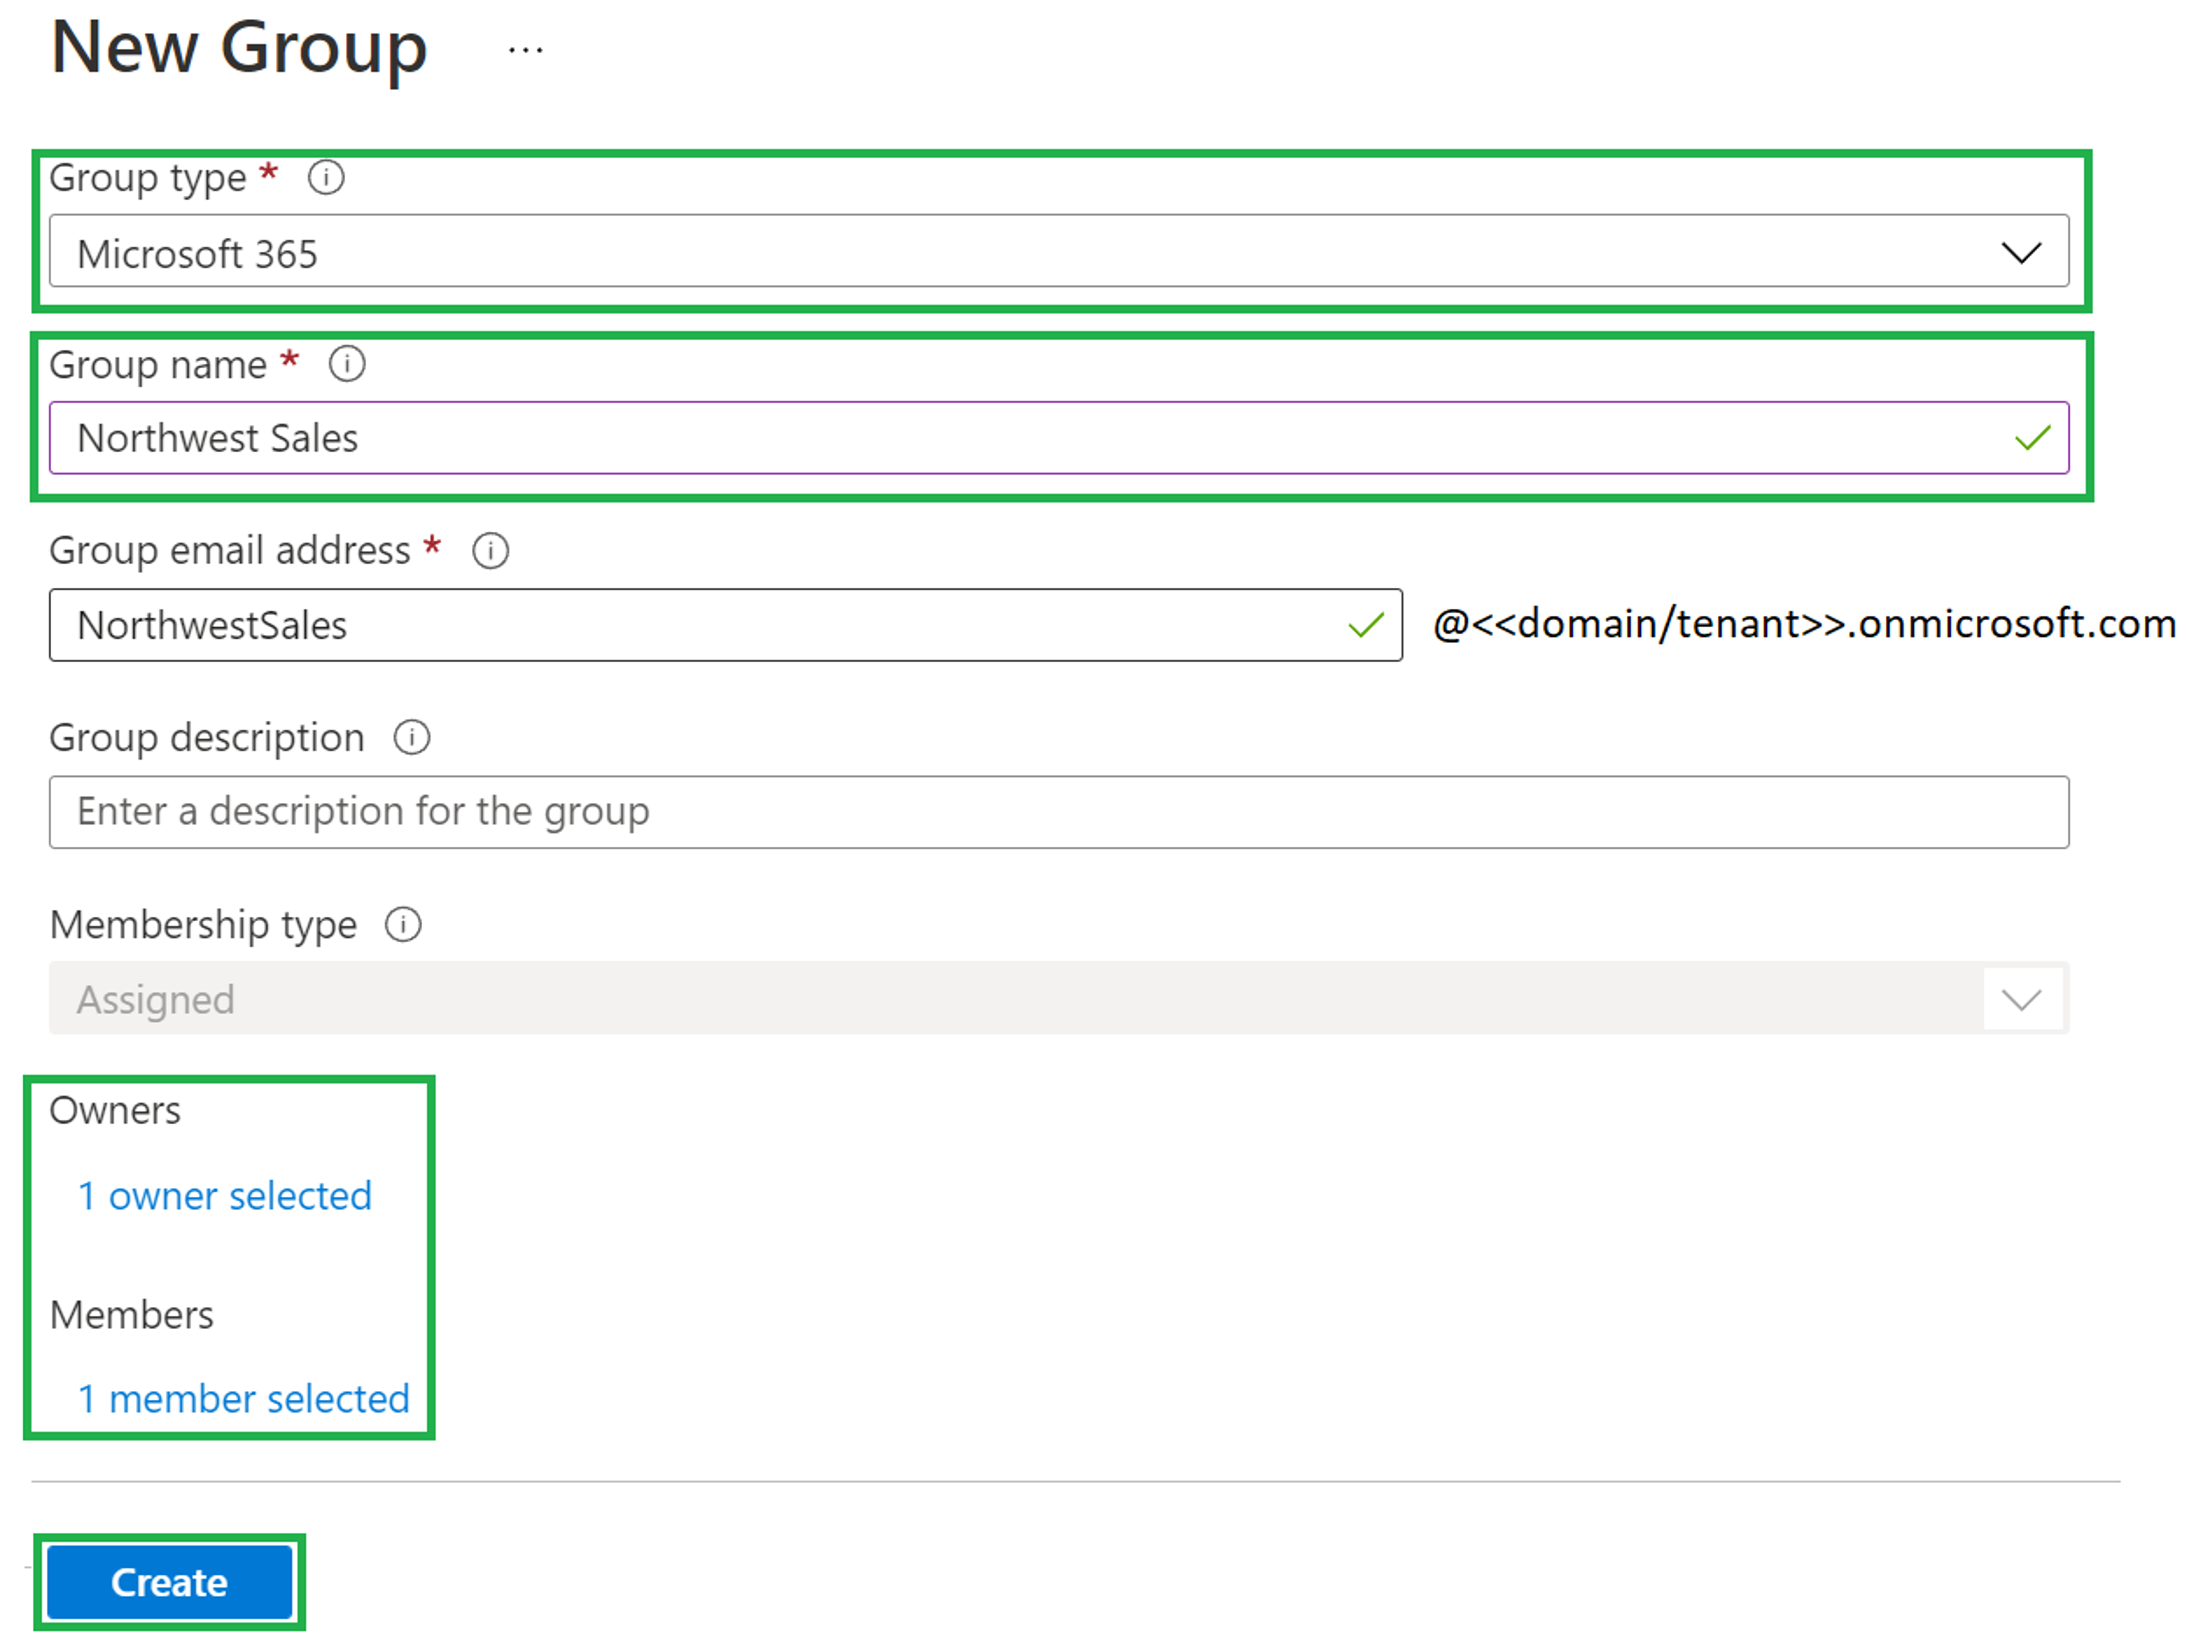 New Group ...
Group type *
Microsoft 365
Group name *
Northwest Sales
Group email address *
NorthwestSales @<<domain/tenant>>.onmicrosoft.com
Group description
Enter a description for the group
Membership type
Assigned
Owners
1 owner selected
Members
1 member selected
Create